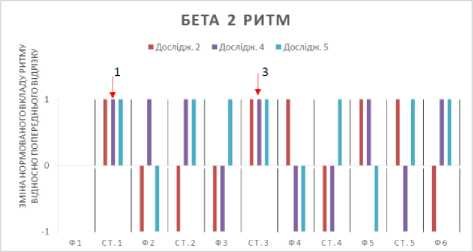 БЕТА 2 РИТМ
Дослідж. 2 Дослідж. 4 Дослідж. 5
1 3
ЗМІНА НОРМОВАНОГО ВКЛАДУ РИТМУ
ВІДНОСНО ПОПЕРЕДНЬОГО ВІДРІЗКУ
1
0
-1
Ф1 СТ.1 Ф2 СТ.2 Ф3 СТ.3 Ф4 СТ.4 Ф5 СТ.5 Ф6